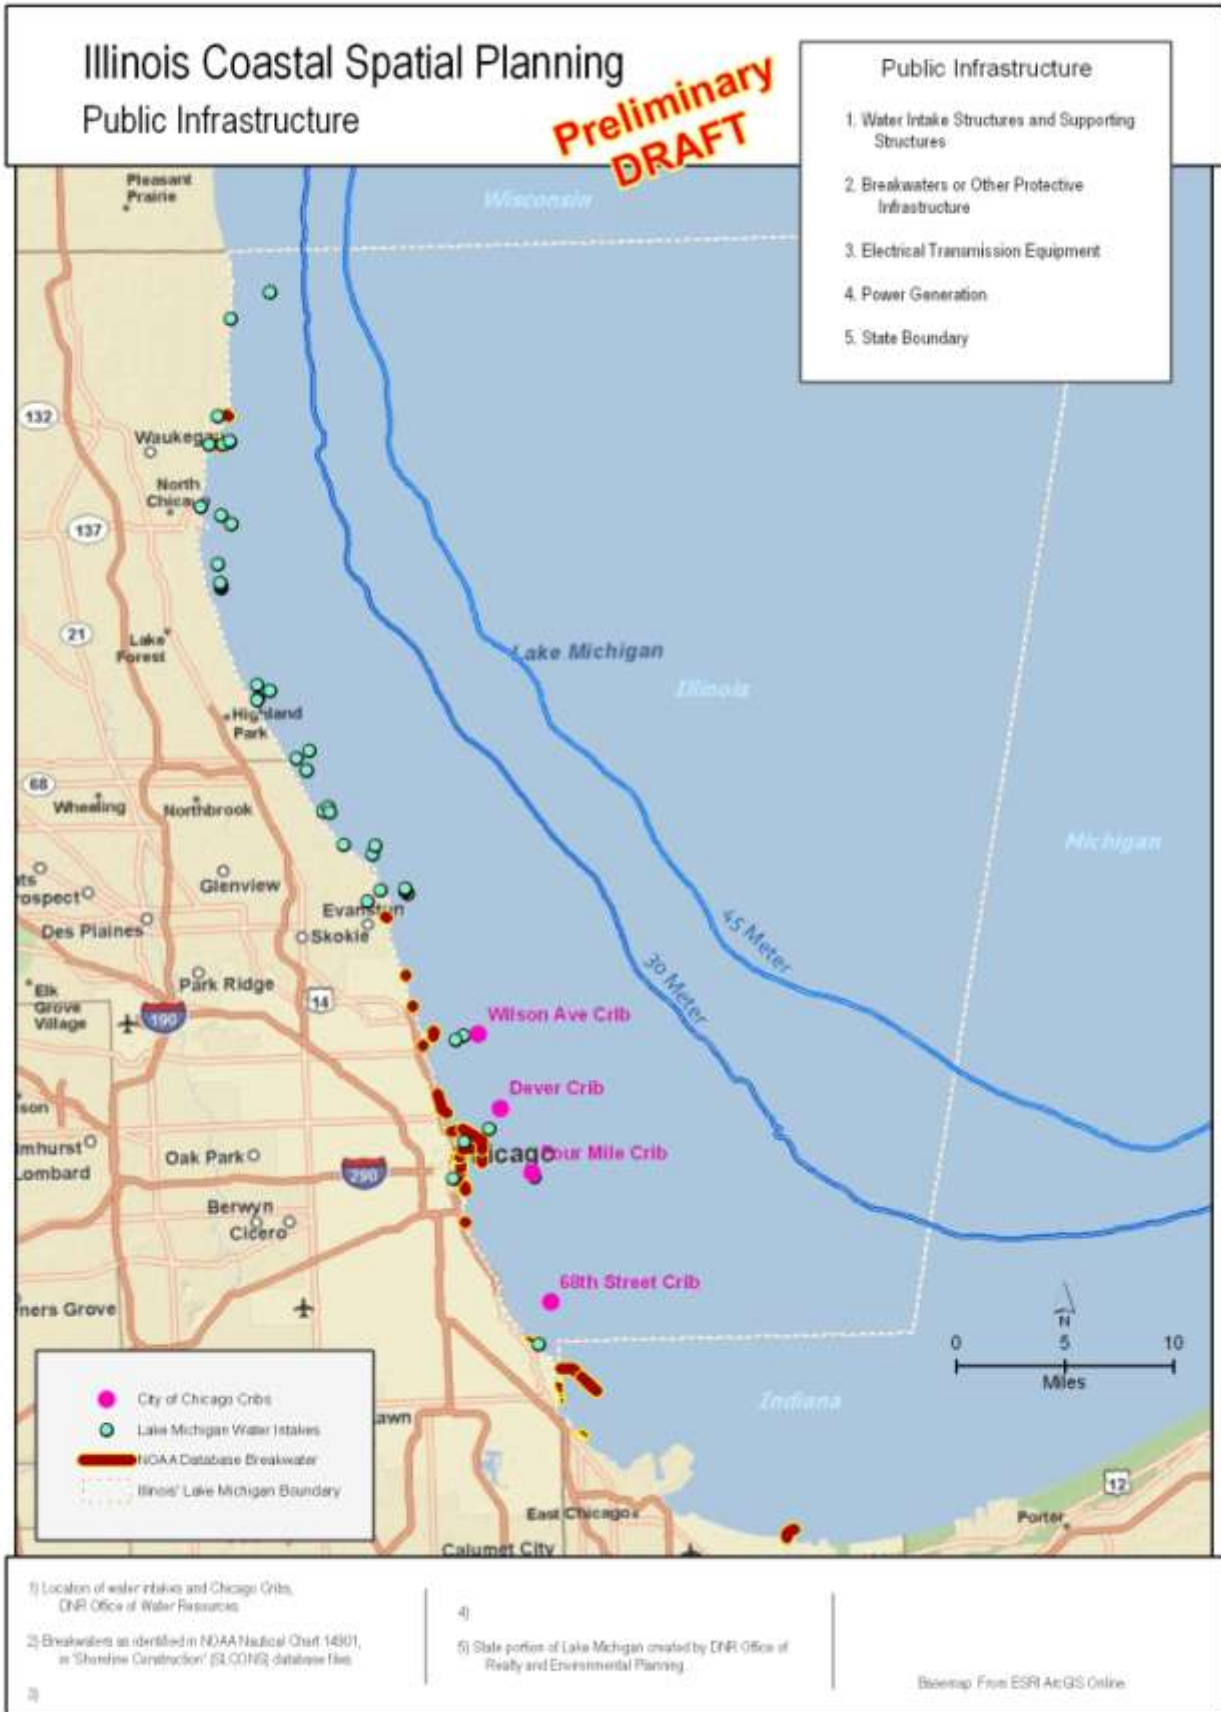 Illinois Coastal Spatial Planning
Public Infrastructure
Preliminary
DRAFT
Public Infrastructure
1. Water Intake Structures and Supporting
Structures
2. Breakwaters or Other Protective
Infrastructure
3. Electrical Transmission Equipment
4. Power Generation
5. State Boundary
Pleasant
Prairie
Wisconsin
132
Waukegan
North
137
21
Lake
Forest
Lake Michigan
Illinois
Highland
Park
68
Wheeling
Northbrook
Michigan
Glenview
Evanston
Des Plaines
Skokie
45 Meter
30 Meter
Elk
Grove
Village
Park Ridge
14
190
Wilson Ave Crib
Dever Crib
Four Mile Crib
Oak Park
Lombard
290
Berwyn
Cicero
68th Street Crib
ners Grove
N
0 5 10
Miles
City of Chicago Cribs
Lake Michigan Water Intakes
NOAA Database Breakwater
Illinois' Lake Michigan Boundary
awn
Indiana
12
East Chicago
Porter
Calumet City
1) Location of water intakes and Chicago Cribs,
DNR Office of Water Resources
2) Breakwaters as identified in NOAA Nautical Chart 14901,
in 'Shoreline Construction' (SLCONS) database files
3)
4)
5) State portion of Lake Michigan created by DNR Office of
Realty and Environmental Planning
Basemap From ESRI ArcGIS Online